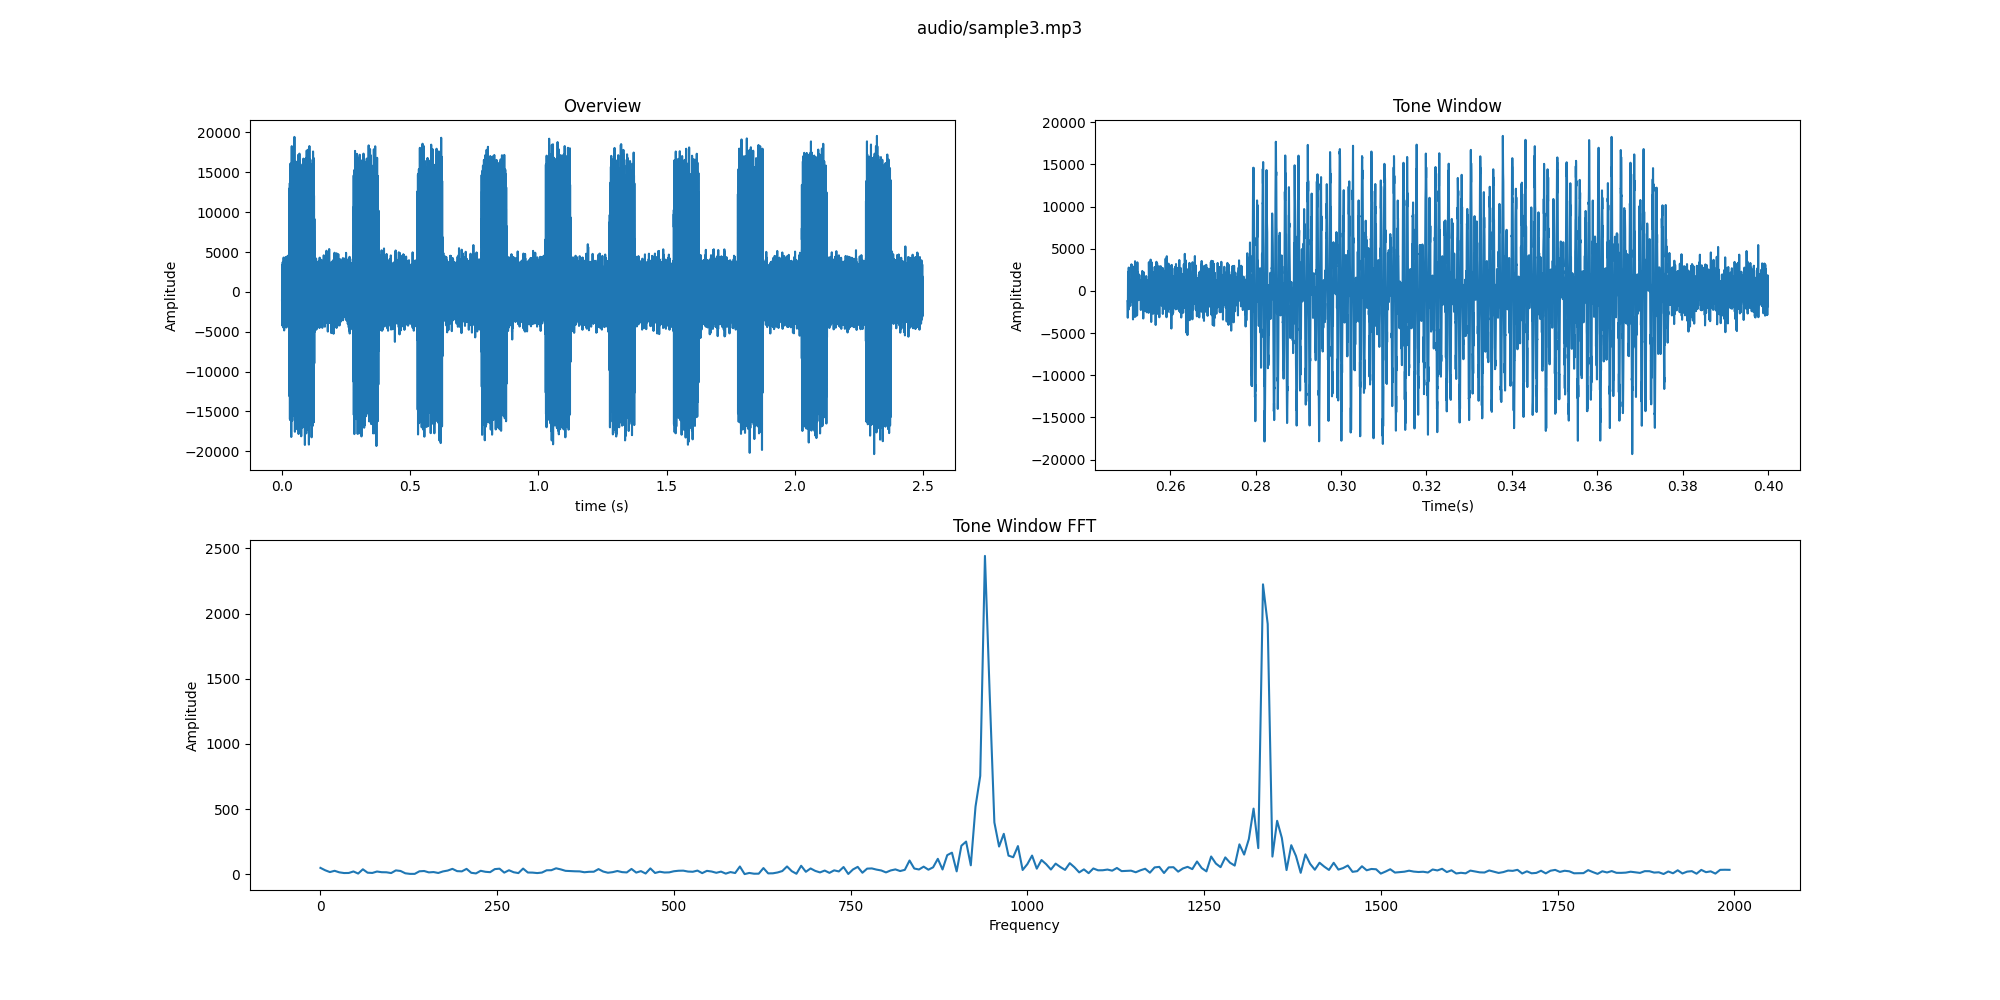 audio/sample3.mp3
Overview
20000
15000
10000
5000
0
−5000
−10000
−15000
−20000
Amplitude
0.0 0.5 1.0 1.5 2.0 2.5
time (s)
Tone Window
20000
15000
10000
5000
0
−5000
−10000
−15000
−20000
Amplitude
0.26 0.28 0.30 0.32 0.34 0.36 0.38 0.40
Time(s)
Tone Window FFT
2500
2000
1500
1000
500
0
Amplitude
0 250 500 750 1000 1250 1500 1750 2000
Frequency